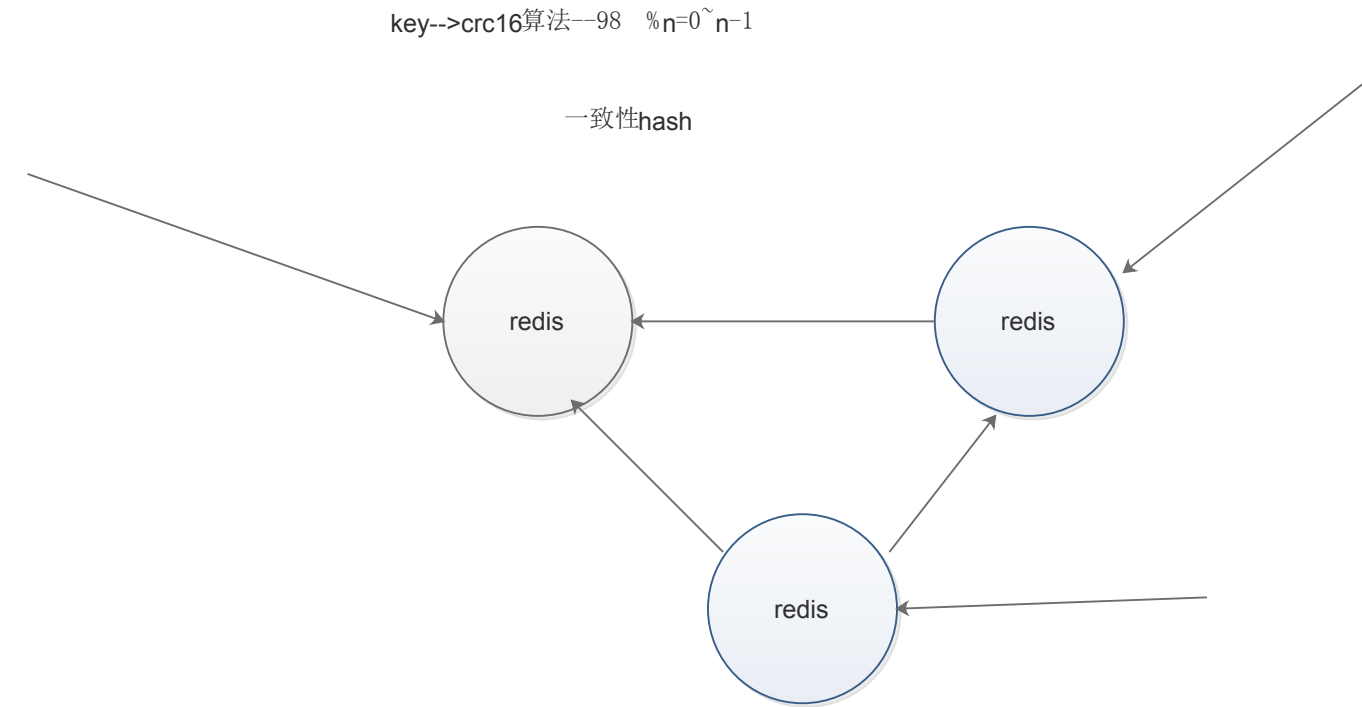 key-->crc16算法--98 %n=0~n-1
一致性hash
redis
redis
redis